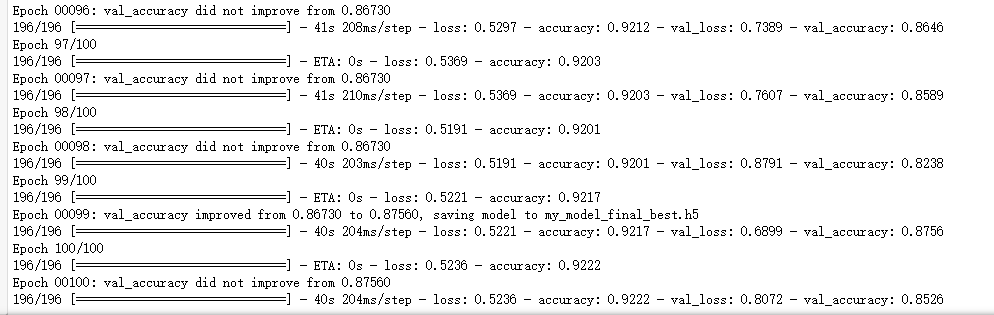 Epoch 00096: val_accuracy did not improve from 0.86730
196/196 [==============================] - 41s 208ms/step - loss: 0.5297 - accuracy: 0.9212 - val_loss: 0.7389 - val_accuracy: 0.8646
Epoch 97/100
196/196 [==============================] - ETA: 0s - loss: 0.5369 - accuracy: 0.9203
Epoch 00097: val_accuracy did not improve from 0.86730
196/196 [==============================] - 41s 210ms/step - loss: 0.5369 - accuracy: 0.9203 - val_loss: 0.7607 - val_accuracy: 0.8589
Epoch 98/100
196/196 [==============================] - ETA: 0s - loss: 0.5191 - accuracy: 0.9201
Epoch 00098: val_accuracy did not improve from 0.86730
196/196 [==============================] - 40s 203ms/step - loss: 0.5191 - accuracy: 0.9201 - val_loss: 0.8791 - val_accuracy: 0.8238
Epoch 99/100
196/196 [==============================] - ETA: 0s - loss: 0.5221 - accuracy: 0.9217
Epoch 00099: val_accuracy improved from 0.86730 to 0.87560, saving model to my_model_final_best.h5
196/196 [==============================] - 40s 204ms/step - loss: 0.5221 - accuracy: 0.9217 - val_loss: 0.6899 - val_accuracy: 0.8756
Epoch 100/100
196/196 [==============================] - ETA: 0s - loss: 0.5236 - accuracy: 0.9222
Epoch 00100: val_accuracy did not improve from 0.87560
196/196 [==============================] - 40s 204ms/step - loss: 0.5236 - accuracy: 0.9222 - val_loss: 0.8072 - val_accuracy: 0.8526